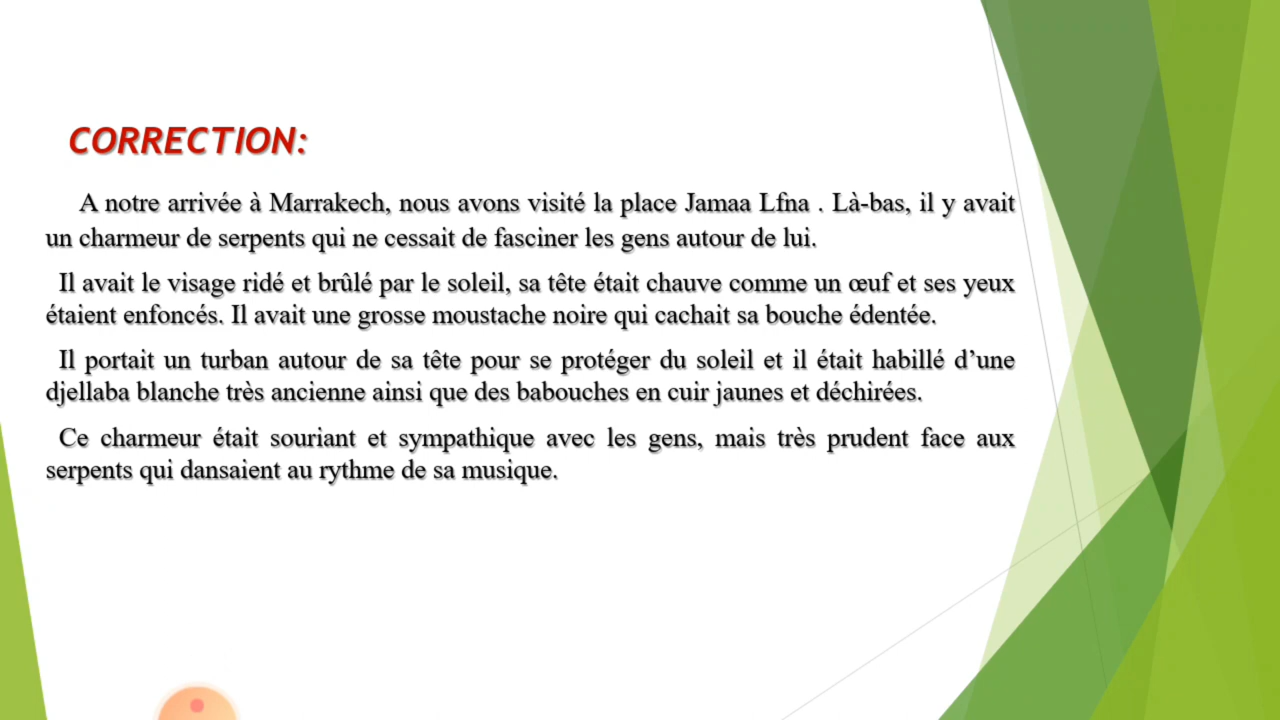 CORRECTION:
A notre arrivée à Marrakech, nous avons visité la place Jamaa Lfna . Là-bas, il y avait
un charmeur de serpents qui ne cessait de fasciner les gens autour de lui.
Il avait le visage ridé et brûlé par le soleil, sa tête était chauve comme un œuf et ses yeux
étaient enfoncés. Il avait une grosse moustache noire qui cachait sa bouche édentée.
Il portait un turban autour de sa tête pour se protéger du soleil et il était habillé d’une
djellaba blanche très ancienne ainsi que des babouches en cuir jaunes et déchirées.
Ce charmeur était souriant et sympathique avec les gens, mais très prudent face aux
serpents qui dansaient au rythme de sa musique.